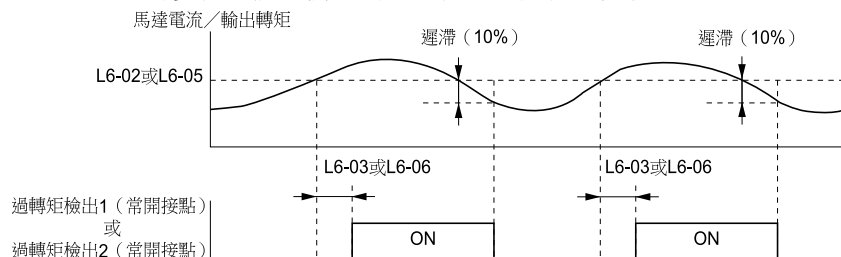 馬達電流／輸出轉矩
遲滯（10%）
遲滯（10%）
L6-02或L6-05
L6-03或L6-06
L6-03或L6-06
過轉矩檢出1（常開接點）
或
過轉矩檢出2（常開接點）
ON
ON